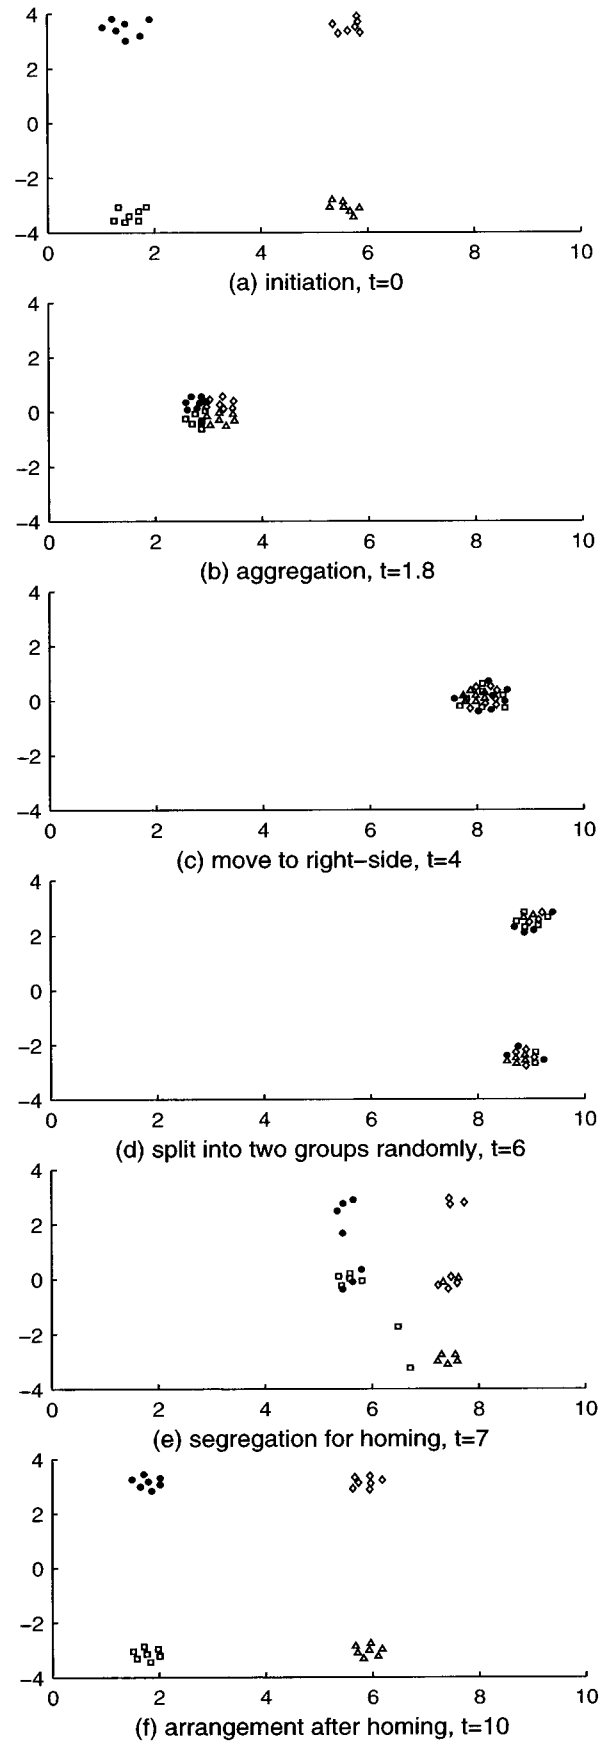 4
2
0
−2
−4
0 2 4 6 8 10
(a) initiation, t=0
4
2
0
−2
−4
0 2 4 6 8 10
(b) aggregation, t=1.8
4
2
0
−2
−4
0 2 4 6 8 10
(c) move to right−side, t=4
4
2
0
−2
−4
0 2 4 6 8 10
(d) split into two groups randomly, t=6
4
2
0
−2
−4
0 2 4 6 8 10
(e) segregation for homing, t=7
4
2
0
−2
−4
0 2 4 6 8 10
(f) arrangement after homing, t=10